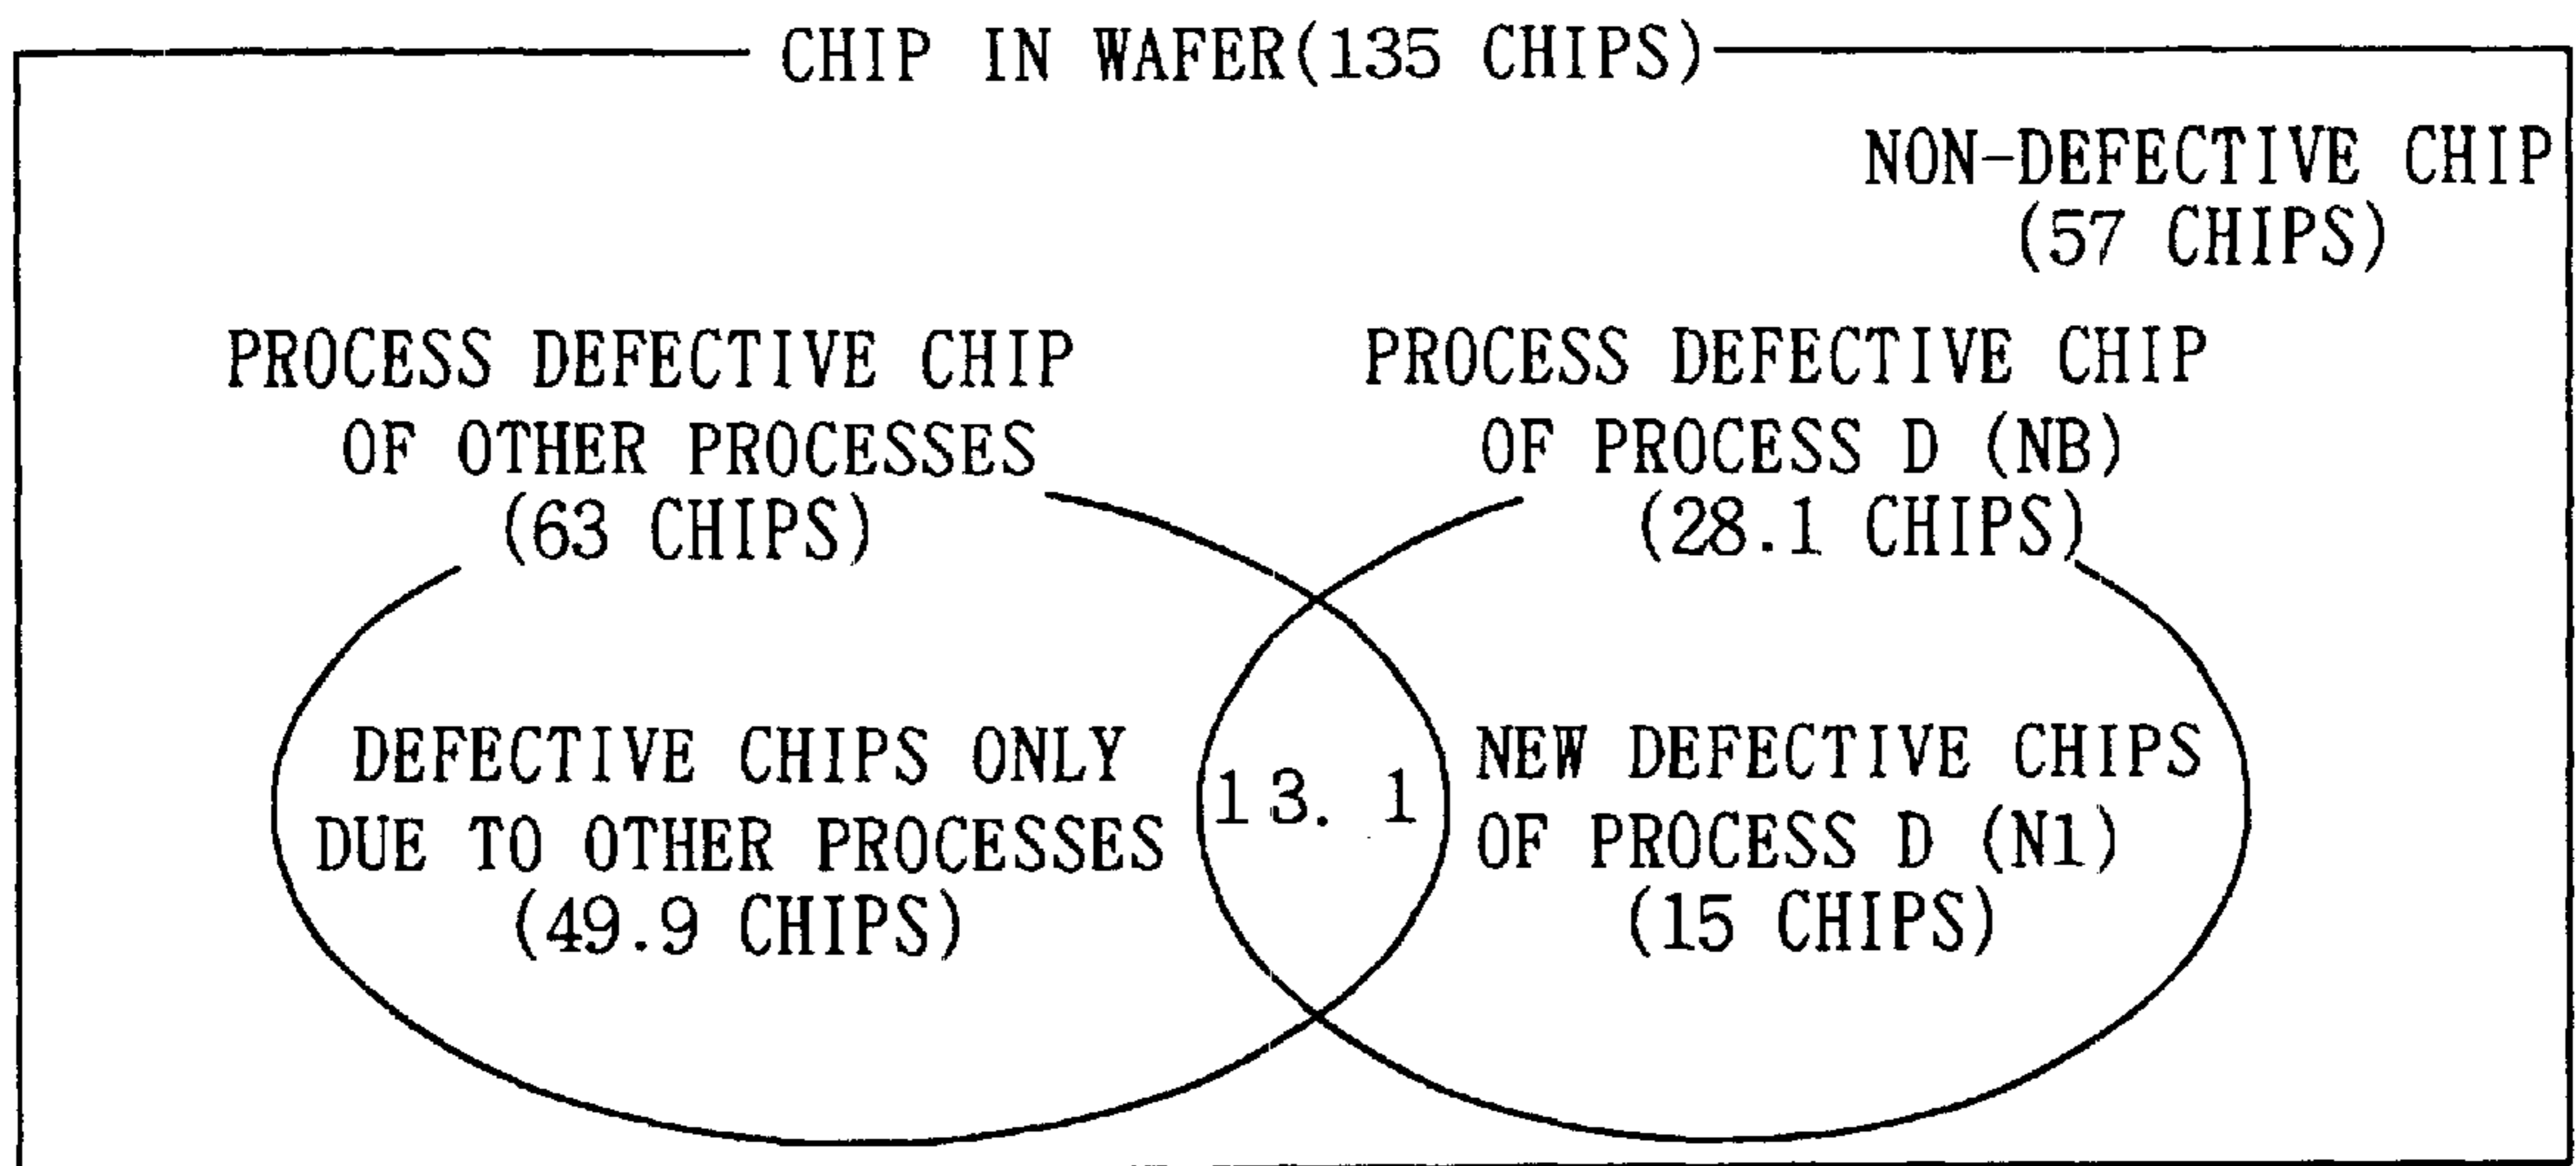 CHIP IN WAFER(135 CHIPS)
NON-DEFECTIVE CHIP
(57 CHIPS)
PROCESS DEFECTIVE CHIP
OF OTHER PROCESSES
(63 CHIPS)
PROCESS DEFECTIVE CHIP
OF PROCESS D (NB)
(28.1 CHIPS)
DEFECTIVE CHIPS ONLY
DUE TO OTHER PROCESSES
(49.9 CHIPS)
13. 1
NEW DEFECTIVE CHIPS
OF PROCESS D (N1)
(15 CHIPS)